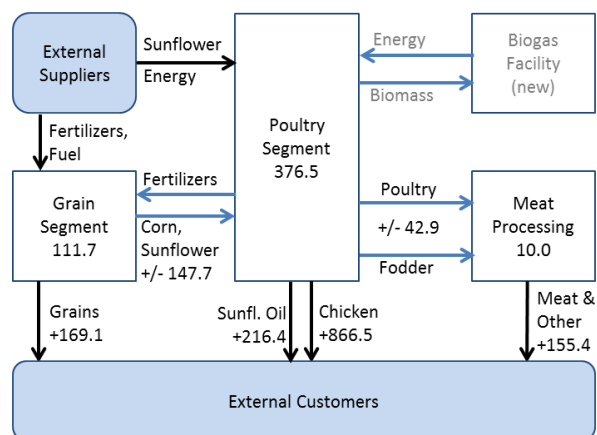 External
Suppliers
Sunflower
Energy
Energy
Biomass
Biogas
Facility
(new)
Fertilizers,
Fuel
Poultry
Segment
376.5
Grain
Segment
111.7
Fertilizers
Corn,
Sunflower
+/- 147.7
Poultry
+/- 42.9
Fodder
Meat
Processing
10.0
Grains
+169.1
Sunfl. Oil
+216.4
Chicken
+866.5
Meat &
Other
+155.4
External Customers